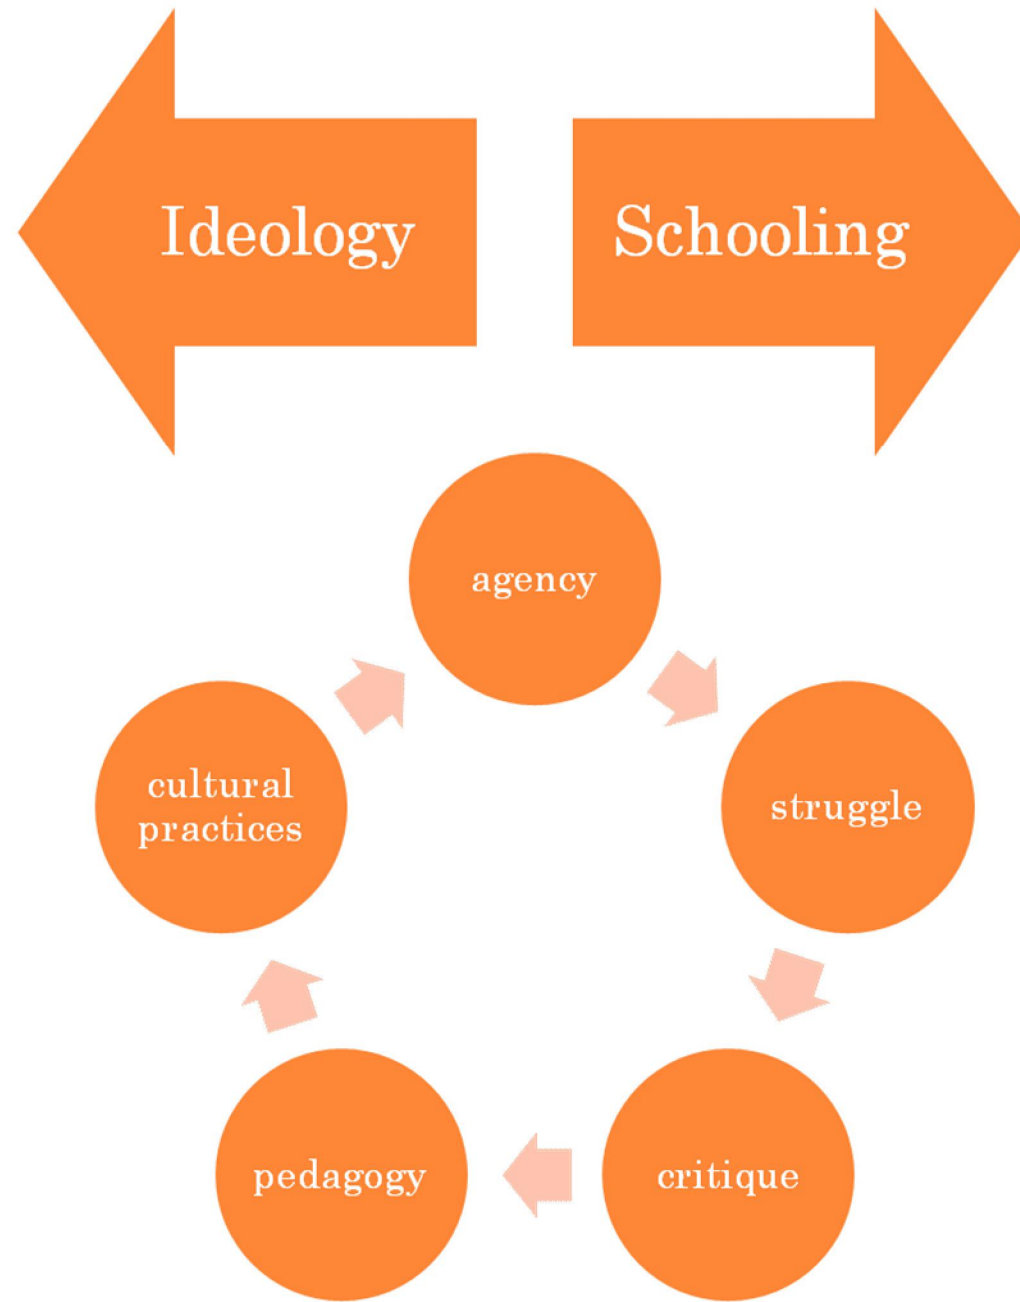 Ideology
Schooling
agency
struggle
critique
pedagogy
cultural
practices